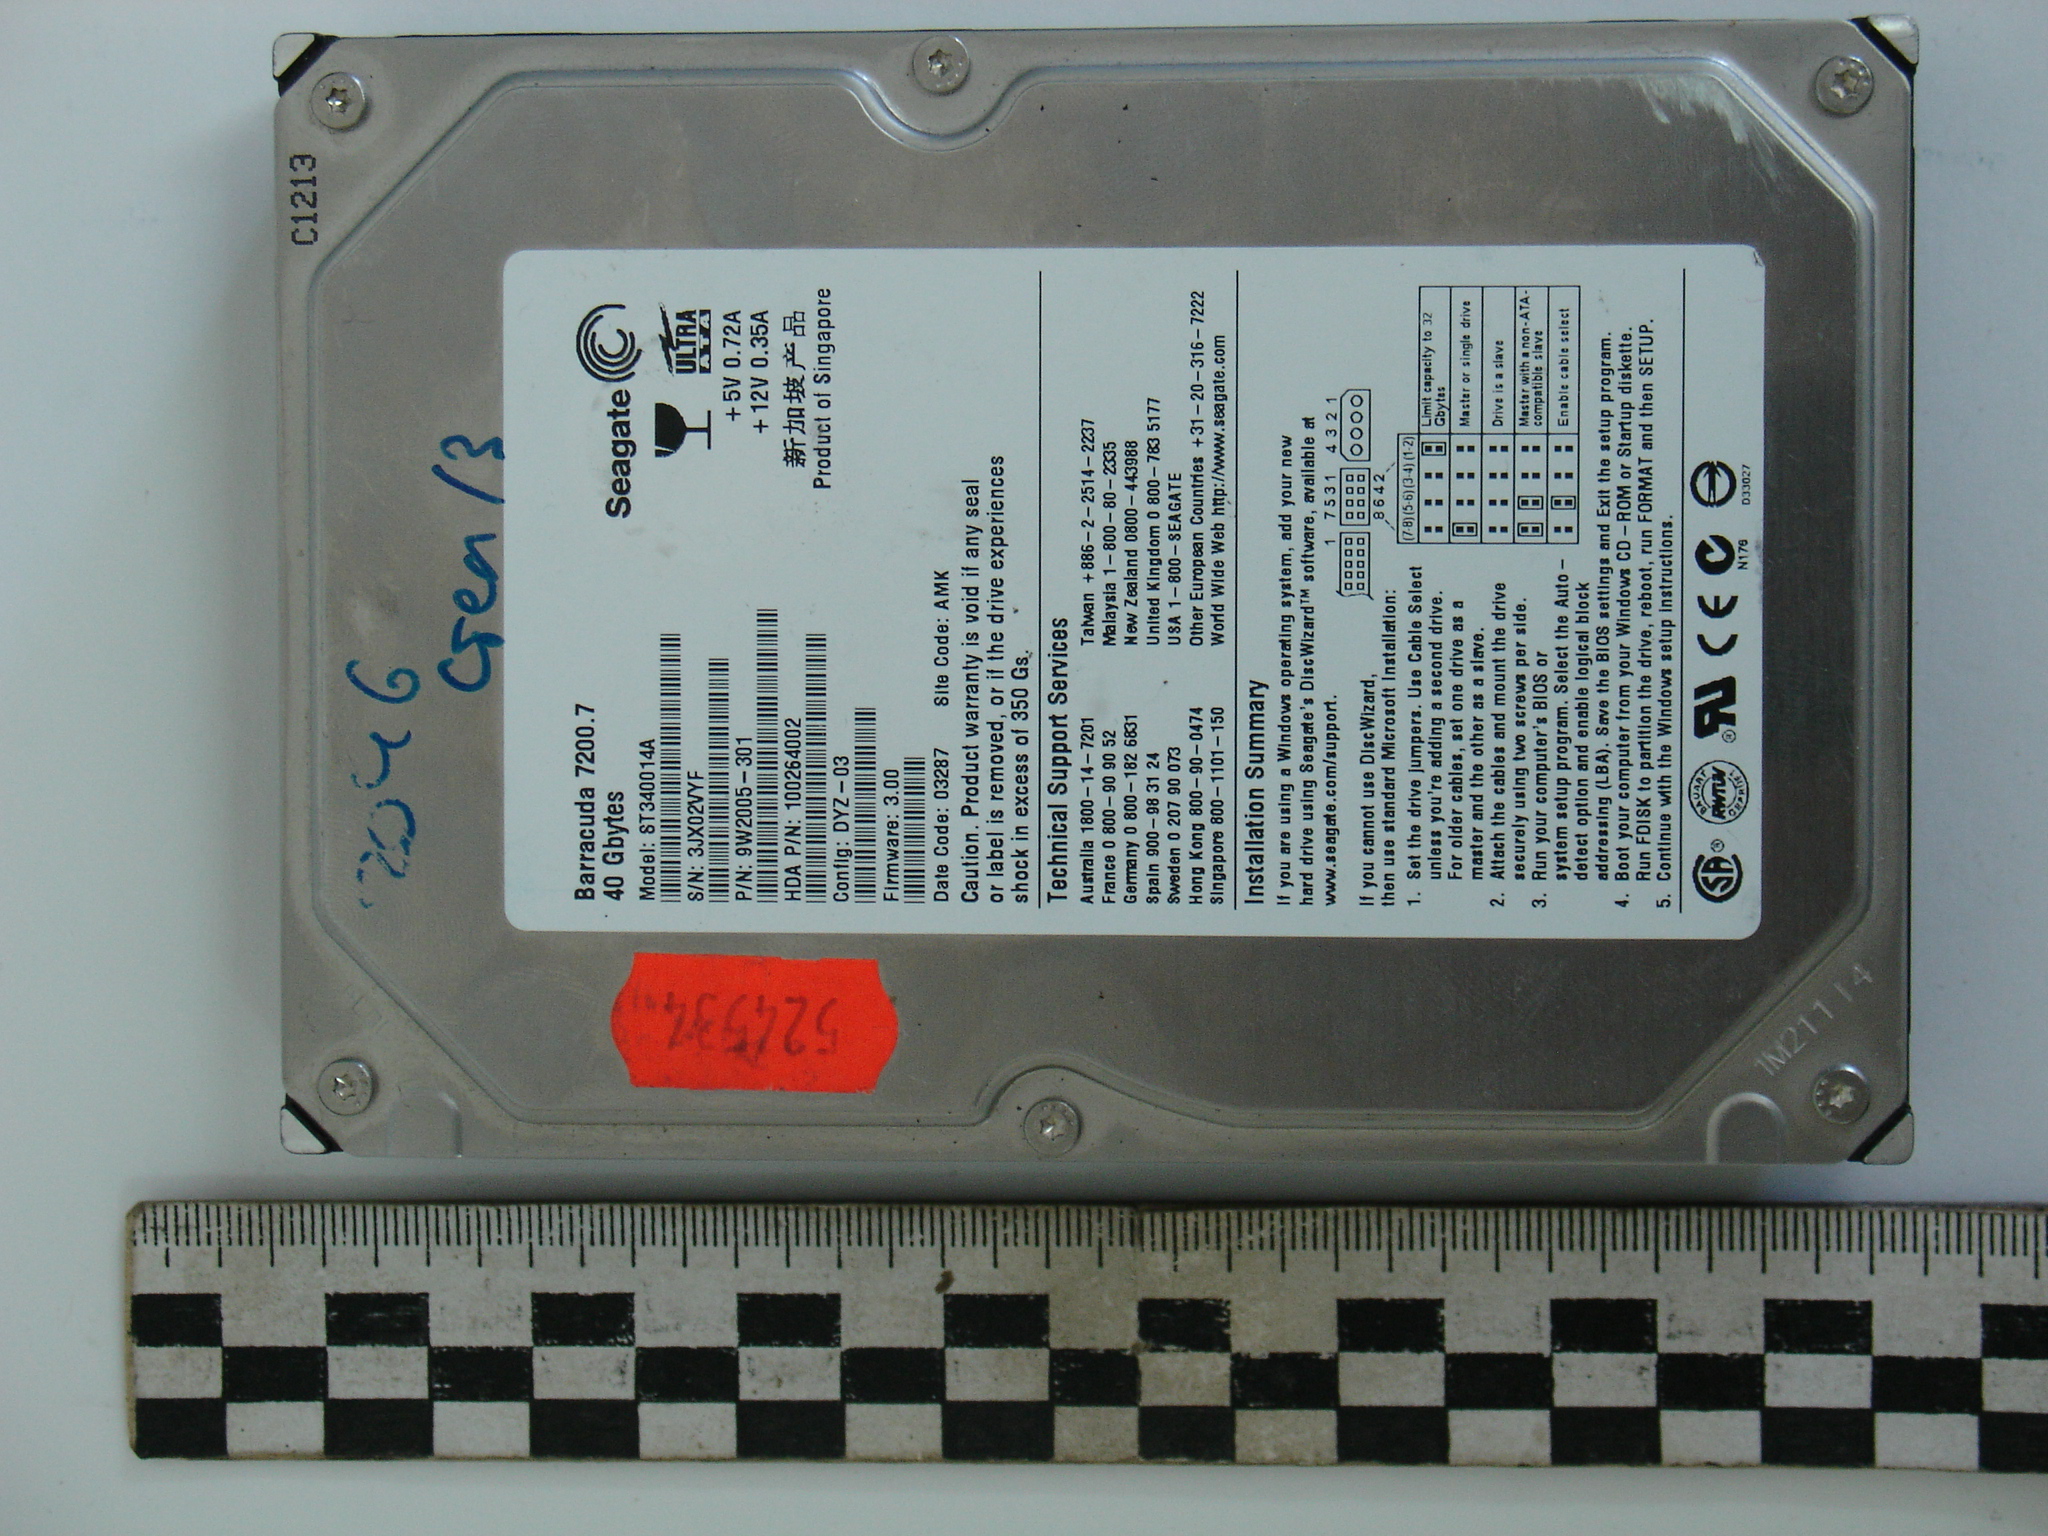 C1213
Barracuda 7200.7
40 Gbytes
Seagate
Model: ST340014A
S/N: 3JX02VYF
ULTRA
ATA
P/N: 9W2005-301
+5V 0.72A
+12V 0.35A
HDA P/N: 100264002
新加坡产品
Product of Singapore
Config: DYZ-03
Firmware: 3.00
Date Code: 03287 Site Code: AMK
Caution. Product warranty is void if any seal
or label is removed, or if the drive experiences
shock in excess of 350 Gs.
Technical Support Services
Australia 1800-14-7201
France 0 800-90 90 52
Germany 0 800-182 6831
Spain 900-98 31 24
Sweden 0 207 90 073
Hong Kong 800-90-0474
Singapore 800-1101-150
Taiwan +886-2-2514-2237
Malaysia 1-800-80-2335
New Zealand 0800-443988
United Kingdom 0 800-783 5177
USA 1-800-SEAGATE
Other European Countries +31-20-316-7222
World Wide Web http://www.seagate.com
Installation Summary
If you are using a Windows operating system, add your new
hard drive using Seagate's DiscWizard™ software, available at
www.seagate.com/support.
If you cannot use DiscWizard,
then use standard Microsoft Installation:
1. Set the drive jumpers. Use Cable Select
unless you're adding a second drive.
For older cables, set one drive as a
master and the other as a slave.
2. Attach the cables and mount the drive
securely using two screws per side.
3. Run your computer's BIOS or
system setup program. Select the Auto-
detect option and enable logical block
addressing (LBA). Save the BIOS settings and Exit the setup program.
4. Boot your computer from your Windows CD-ROM or Startup diskette.
Run FDISK to partition the drive, reboot, run FORMAT and then SETUP.
5. Continue with the Windows setup instructions.
1 7531 4321
8642
(7-8) (5-6) (3-4) (1-2)
Limit capacity to 32
Gbytes
Master or single drive
Drive is a slave
Master with a non-ATA-
compatible slave
Enable cable select
SA ®
BAUART
RWTÜV
GEPRÜFT
® RU
CE
N176
D33027
1M211 14